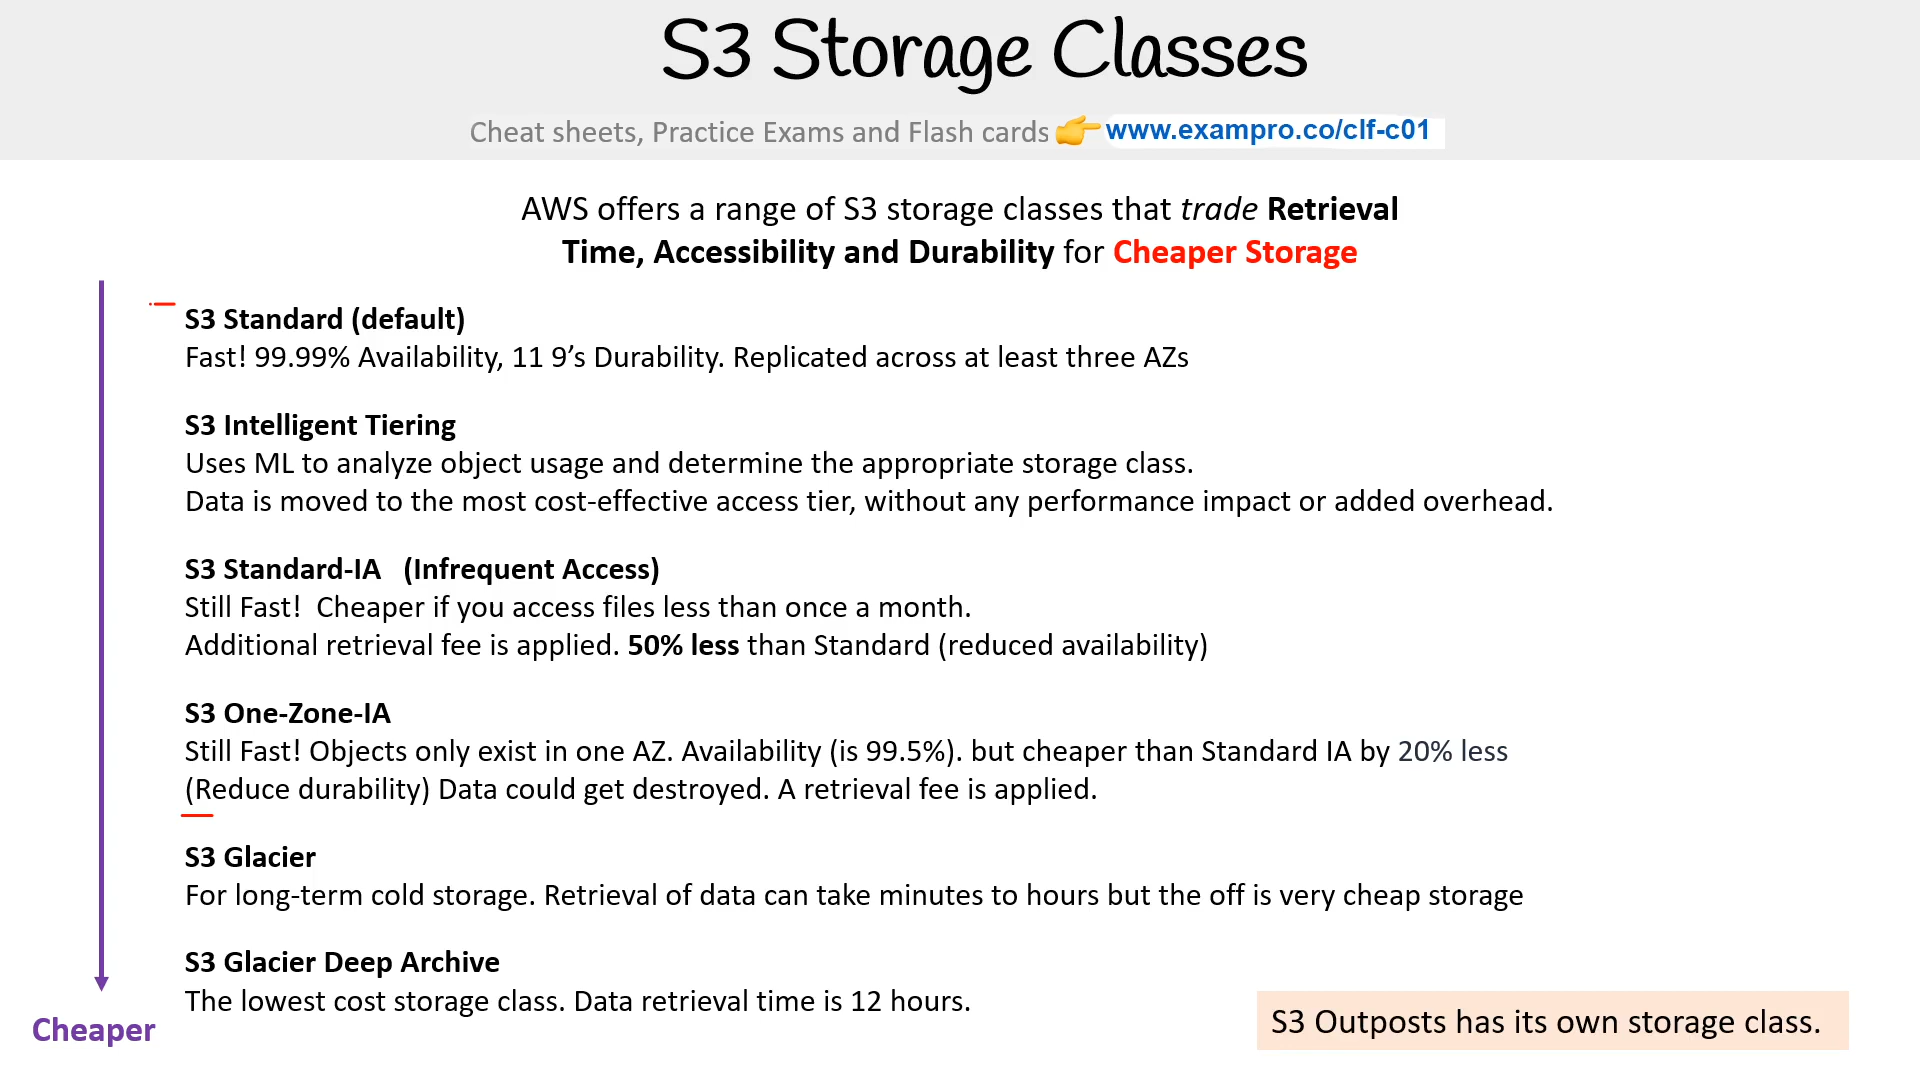 S3 Storage Classes
Cheat sheets, Practice Exams and Flash cards 👉 www.exampro.co/clf-c01
AWS offers a range of S3 storage classes that trade Retrieval
Time, Accessibility and Durability for Cheaper Storage
S3 Standard (default)
Fast! 99.99% Availability, 11 9’s Durability. Replicated across at least three AZs
S3 Intelligent Tiering
Uses ML to analyze object usage and determine the appropriate storage class.
Data is moved to the most cost-effective access tier, without any performance impact or added overhead.
S3 Standard-IA (Infrequent Access)
Still Fast! Cheaper if you access files less than once a month.
Additional retrieval fee is applied. 50% less than Standard (reduced availability)
S3 One-Zone-IA
Still Fast! Objects only exist in one AZ. Availability (is 99.5%). but cheaper than Standard IA by 20% less
(Reduce durability) Data could get destroyed. A retrieval fee is applied.
S3 Glacier
For long-term cold storage. Retrieval of data can take minutes to hours but the off is very cheap storage
S3 Glacier Deep Archive
The lowest cost storage class. Data retrieval time is 12 hours.
Cheaper
S3 Outposts has its own storage class.